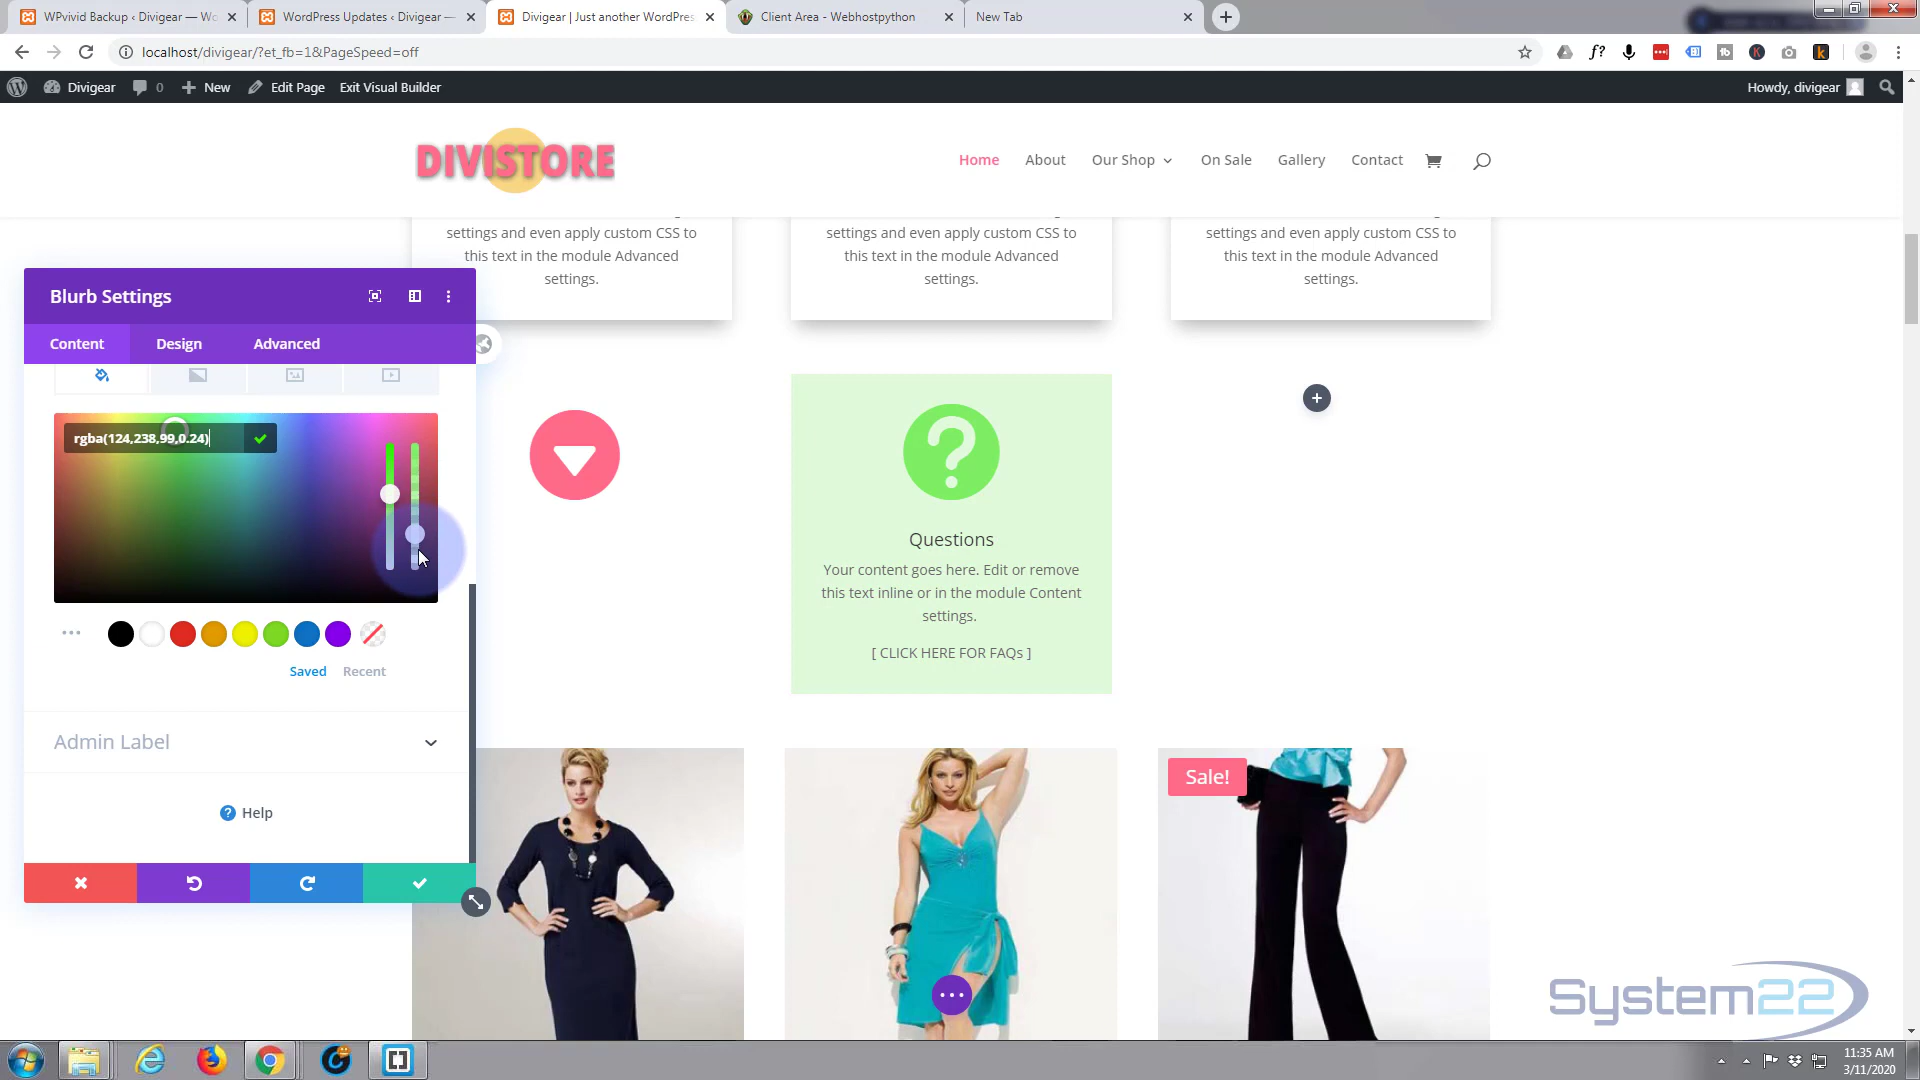 WPvivid Backup ‹ Divigear — Wo
WordPress Updates ‹ Divigear —
Divigear | Just another WordPres
Client Area - Webhostpython
New Tab
localhost/divigear/?et_fb=1&PageSpeed=off
Divigear
0
New
Edit Page
Exit Visual Builder
Howdy, divigear
DIVISTORE
Home
About
Our Shop
On Sale
Gallery
Contact
settings and even apply custom CSS to
this text in the module Advanced
settings.
settings and even apply custom CSS to
this text in the module Advanced
settings.
settings and even apply custom CSS to
this text in the module Advanced
settings.
Blurb Settings
Content
Design
Advanced
rgba(124,238,99,0.24)
Saved
Recent
Admin Label
Help
Questions
Your content goes here. Edit or remove
this text inline or in the module Content
settings.
[ CLICK HERE FOR FAQs ]
Sale!
System22
11:35 AM
3/11/2020